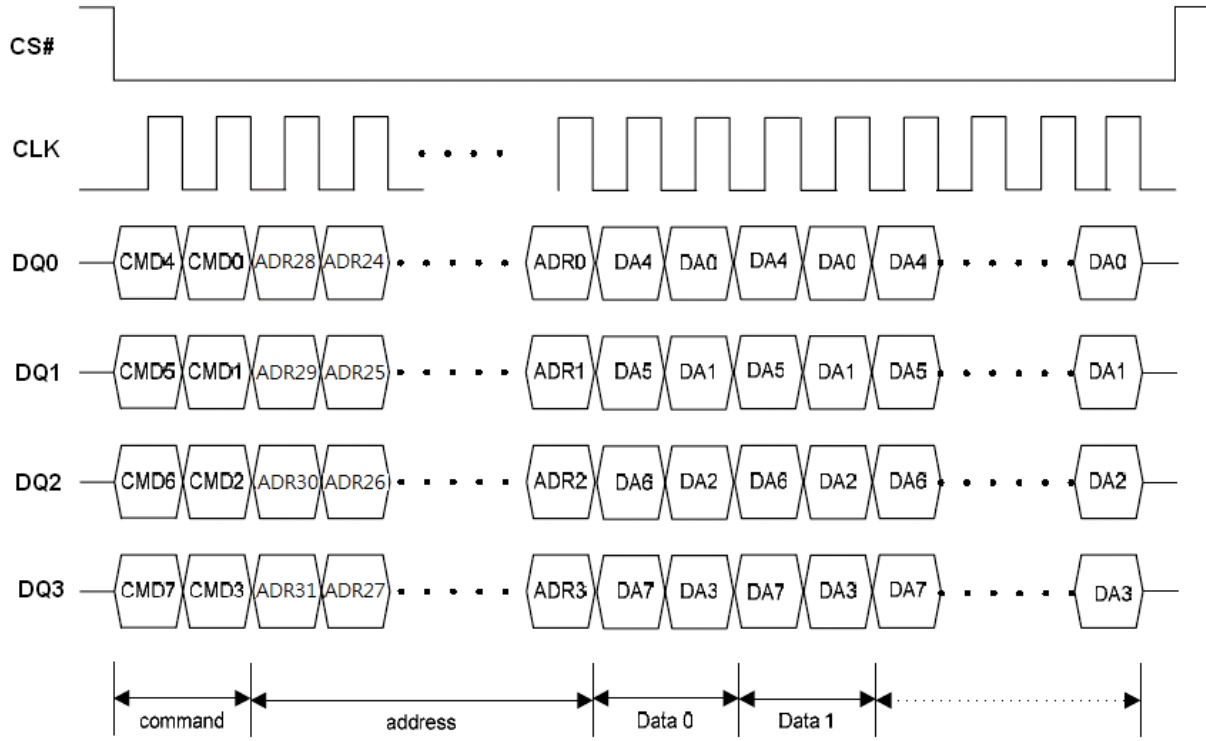 CS#
CLK
DQ0 CMD4 CMD0 ADR28 ADR24 ADR0 DA4 DA0 DA4 DA0 DA4 DA0
DQ1 CMD5 CMD1 ADR29 ADR25 ADR1 DA5 DA1 DA5 DA1 DA5 DA1
DQ2 CMD6 CMD2 ADR30 ADR26 ADR2 DA6 DA2 DA6 DA2 DA6 DA2
DQ3 CMD7 CMD3 ADR31 ADR27 ADR3 DA7 DA3 DA7 DA3 DA7 DA3
command address Data 0 Data 1